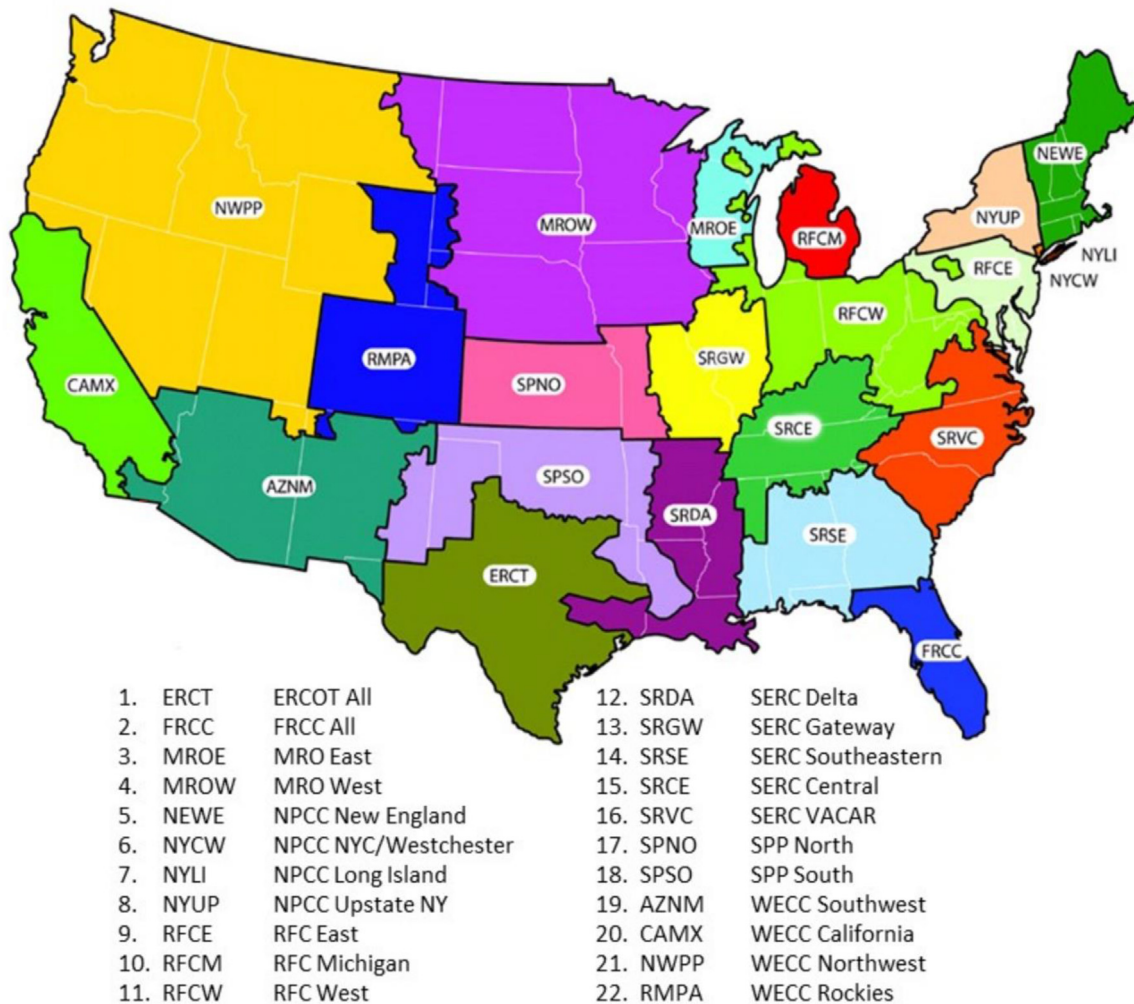 NWPP
MROW
MROE
RFCM
NEWE
NYUP
NYLI
NYCW
RFCE
RFCW
CAMX
RMPA
SPNO
SRGW
SRCE
SRVC
AZNM
SPSO
SRDA
SRSE
ERCT
FRCC
1. ERCT ERCOT All
2. FRCC FRCC All
3. MROE MRO East
4. MROW MRO West
5. NEWE NPCC New England
6. NYCW NPCC NYC/Westchester
7. NYLI NPCC Long Island
8. NYUP NPCC Upstate NY
9. RFCE RFC East
10. RFCM RFC Michigan
11. RFCW RFC West
12. SRDA SERC Delta
13. SRGW SERC Gateway
14. SRSE SERC Southeastern
15. SRCE SERC Central
16. SRVC SERC VACAR
17. SPNO SPP North
18. SPSO SPP South
19. AZNM WECC Southwest
20. CAMX WECC California
21. NWPP WECC Northwest
22. RMPA WECC Rockies